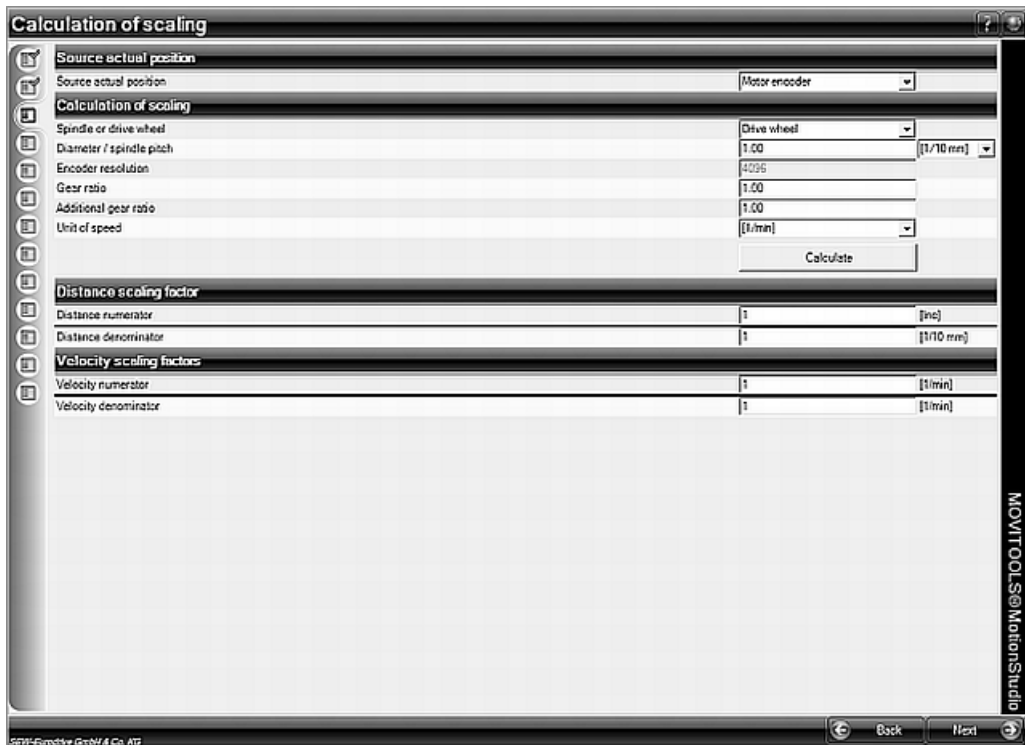 Calculation of scaling
?
Source actual position
Source actual position Motor encoder
Calculation of scaling
Spindle or drive wheel Drive wheel
Diameter / spindle pitch 1.00 [1/10 mm]
Encoder resolution 4096
Gear ratio 1.00
Additional gear ratio 1.00
Unit of speed [1/min]
Calculate
Distance scaling factor
Distance numerator 1 [inc]
Distance denominator 1 [1/10 mm]
Velocity scaling factors
Velocity numerator 1 [1/min]
Velocity denominator 1 [1/min]
MOVITOOLS®MotionStudio
Back Next
SEW-Eurodrive GmbH & Co. KG